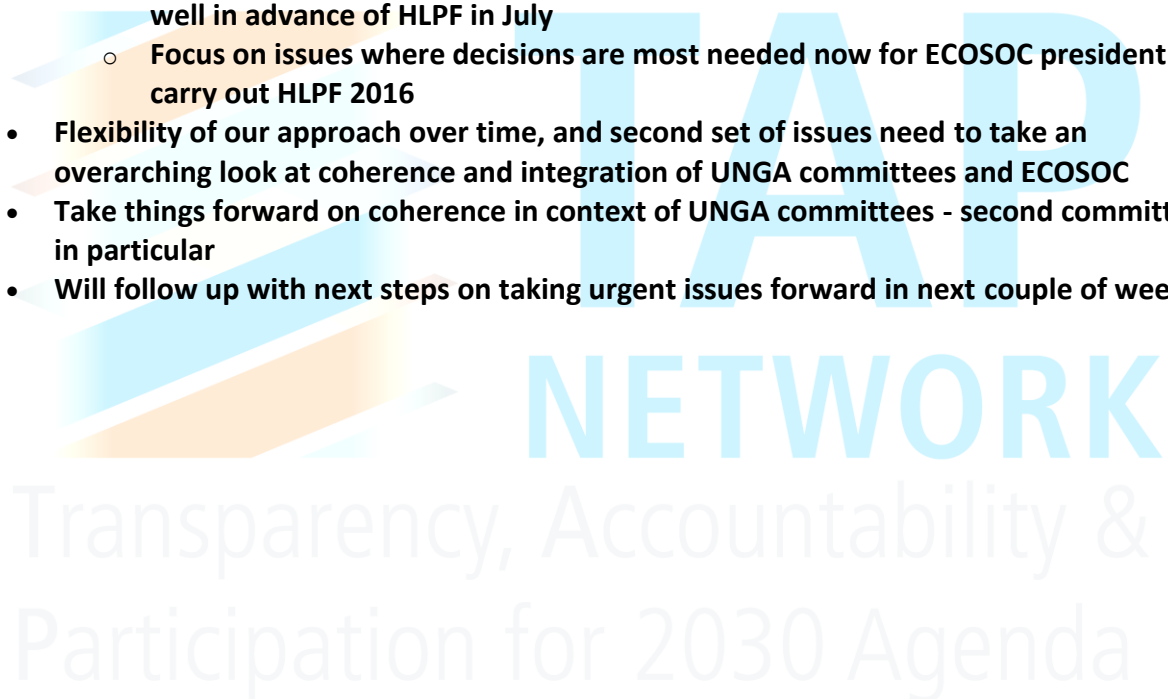 well in advance of HLPF in July
o Focus on issues where decisions are most needed now for ECOSOC president
carry out HLPF 2016
• Flexibility of our approach over time, and second set of issues need to take an
overarching look at coherence and integration of UNGA committees and ECOSOC
• Take things forward on coherence in context of UNGA committees - second committ
in particular
• Will follow up with next steps on taking urgent issues forward in next couple of wee
TAP
NETWORK
Transparency, Accountability &
Participation for 2030 Agenda